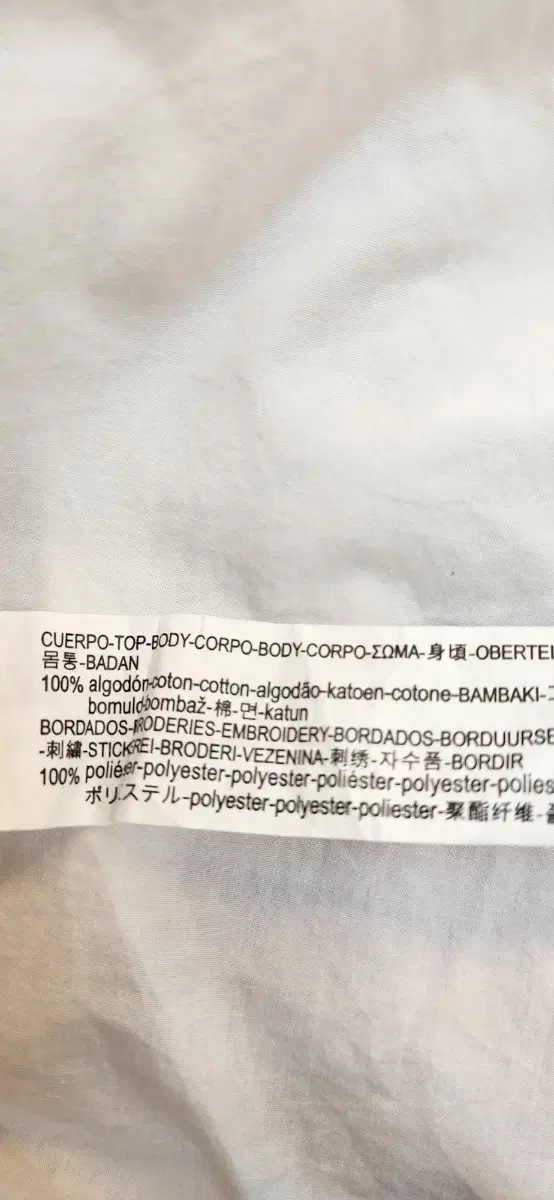 CUERPO-TOP-BODY-CORPO-BODY-CORPO-ΣΩΜΑ-身頃-OBERTEI
몸통-BADAN
100% algodón-coton-cotton-algodão-katoen-cotone-BAMBAKI-コ
bomuld-bombaž-棉-면-katun
BORDADOS-BRODERIES-EMBROIDERY-BORDADOS-BORDUURSE
-刺繍-STICKEREI-BRODERI-VEZENINA-刺绣-자수품-BORDIR
100% poliéster-polyester-polyester-poliéster-polyester-polies
ポリステル-polyester-polyester-poliester-聚酯纤维-폴